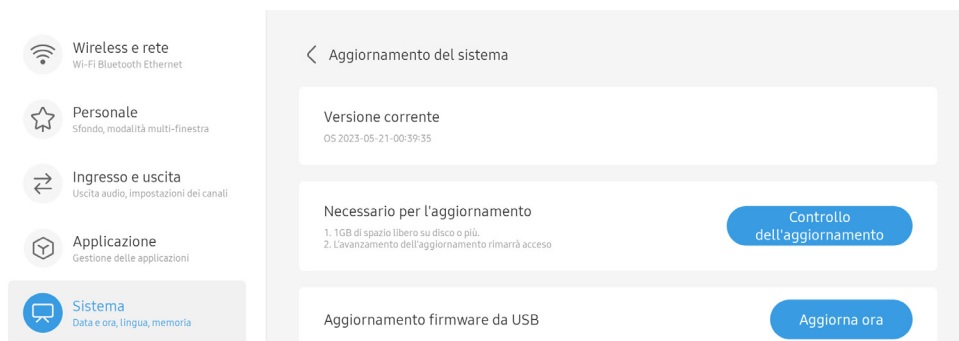 Wireless e rete
Wi-Fi Bluetooth Ethernet
Personale
Sfondo, modalità multi-finestra
Ingresso e uscita
Uscita audio, impostazioni dei canali
Applicazione
Gestione delle applicazioni
Sistema
Data e ora, lingua, memoria
Aggiornamento del sistema
Versione corrente
OS 2023-05-21-00:39:35
Necessario per l'aggiornamento
1. 1GB di spazio libero su disco o più.
2. L'avanzamento dell'aggiornamento rimarrà acceso
Controllo
dell'aggiornamento
Aggiornamento firmware da USB
Aggiorna ora